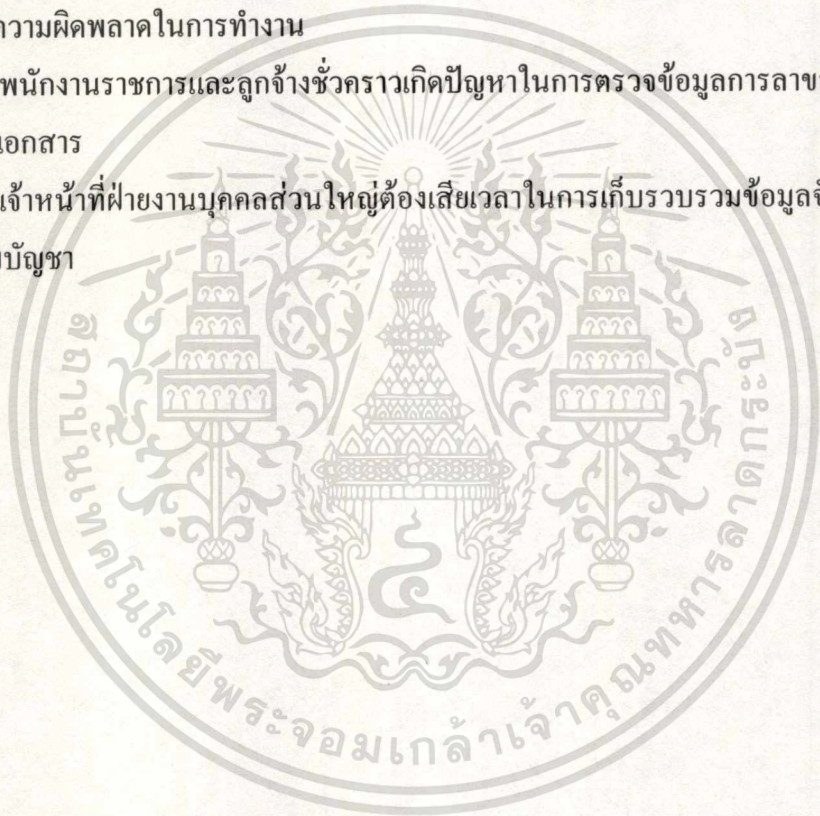 ความผิดพลาดในการทำงาน
พนักงานราชการและลูกจ้างชั่วคราวเกิดปัญหาในการตรวจข้อมูลการลาข
เอกสาร
เจ้าหน้าที่ฝ่ายงานบุคคลส่วนใหญ่ต้องเสียเวลาในการเก็บรวบรวมข้อมูลจ
บัญชา
สถาบันเทคโนโลยีพระจอมเกล้าเจ้าคุณทหารลาดกระบัง